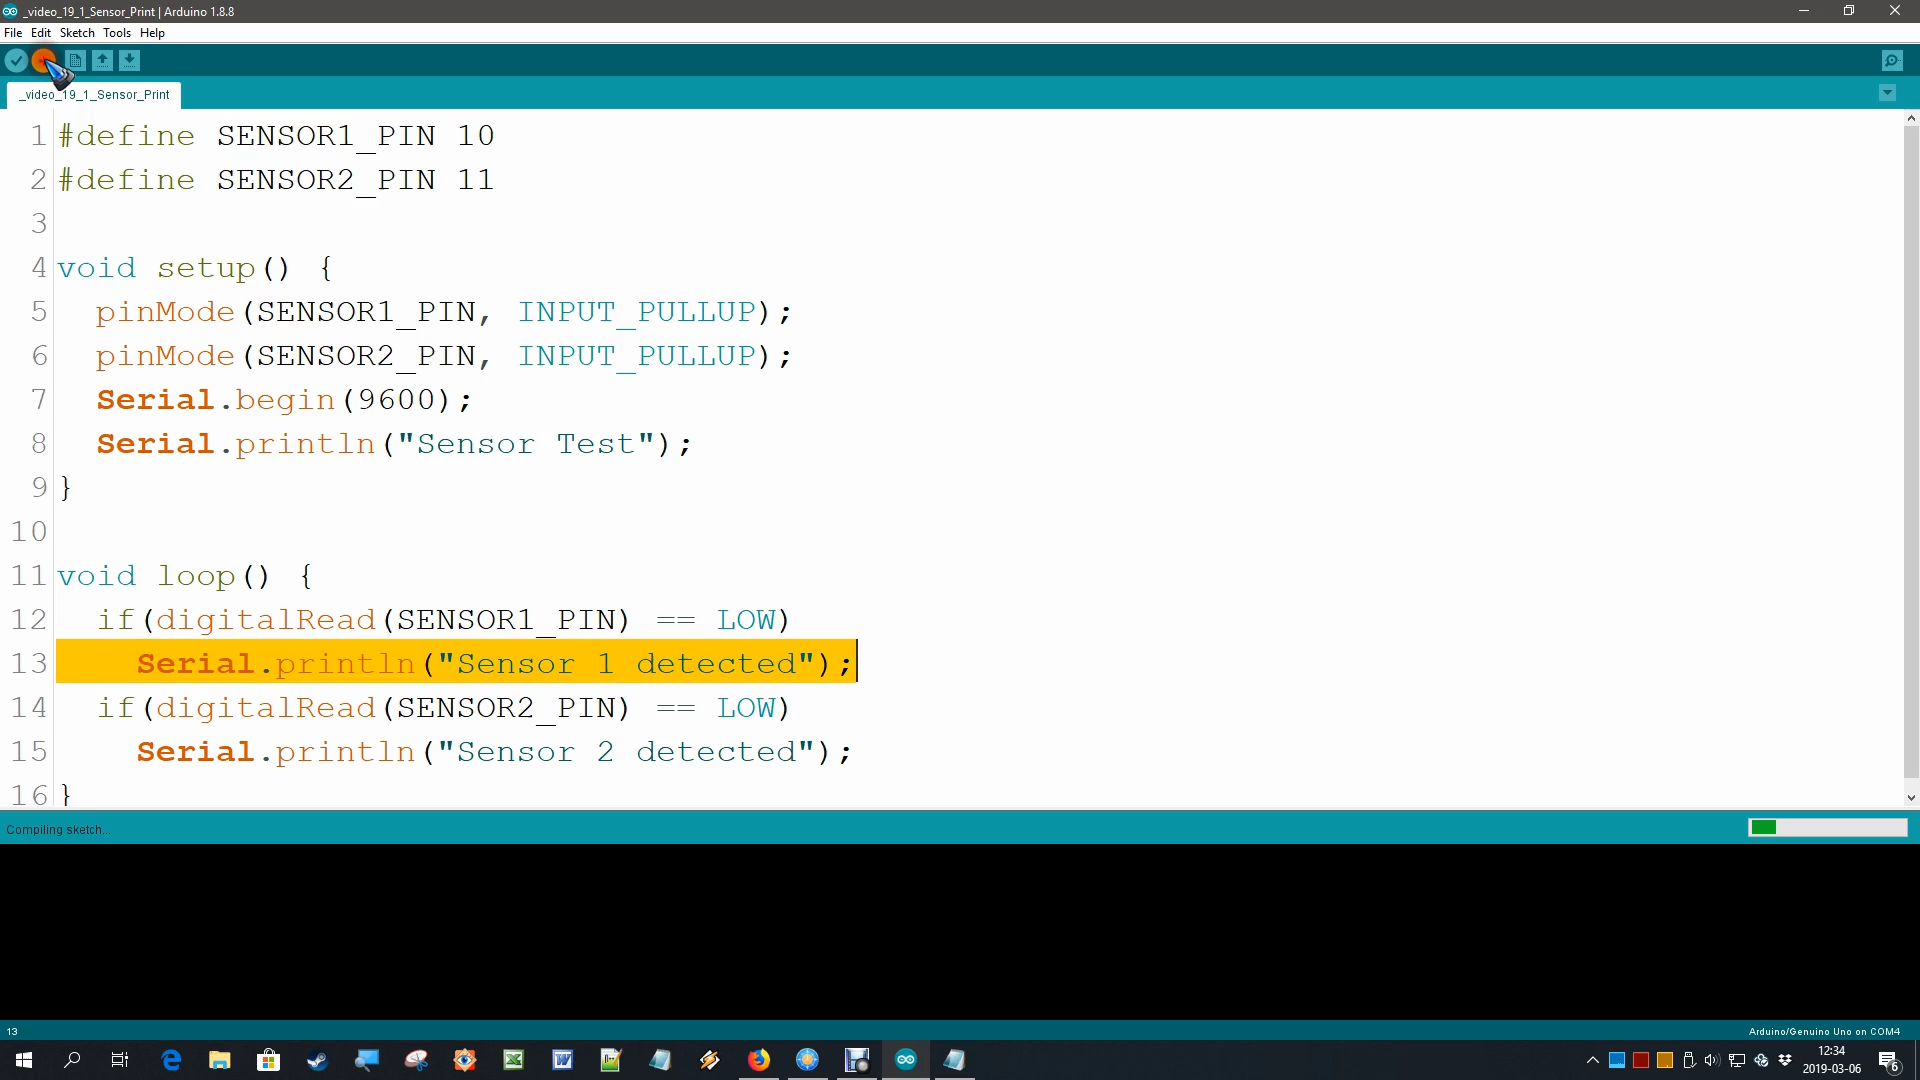 _video_19_1_Sensor_Print | Arduino 1.8.8
File Edit Sketch Tools Help
_video_19_1_Sensor_Print
1 #define SENSOR1_PIN 10
2 #define SENSOR2_PIN 11
3
4 void setup() {
5 pinMode(SENSOR1_PIN, INPUT_PULLUP);
6 pinMode(SENSOR2_PIN, INPUT_PULLUP);
7 Serial.begin(9600);
8 Serial.println("Sensor Test");
9 }
10
11 void loop() {
12 if(digitalRead(SENSOR1_PIN) == LOW)
13 Serial.println("Sensor 1 detected");
14 if(digitalRead(SENSOR2_PIN) == LOW)
15 Serial.println("Sensor 2 detected");
16 }
Compiling sketch...
13 Arduino/Genuino Uno on COM4
12:34
2019-03-06
6